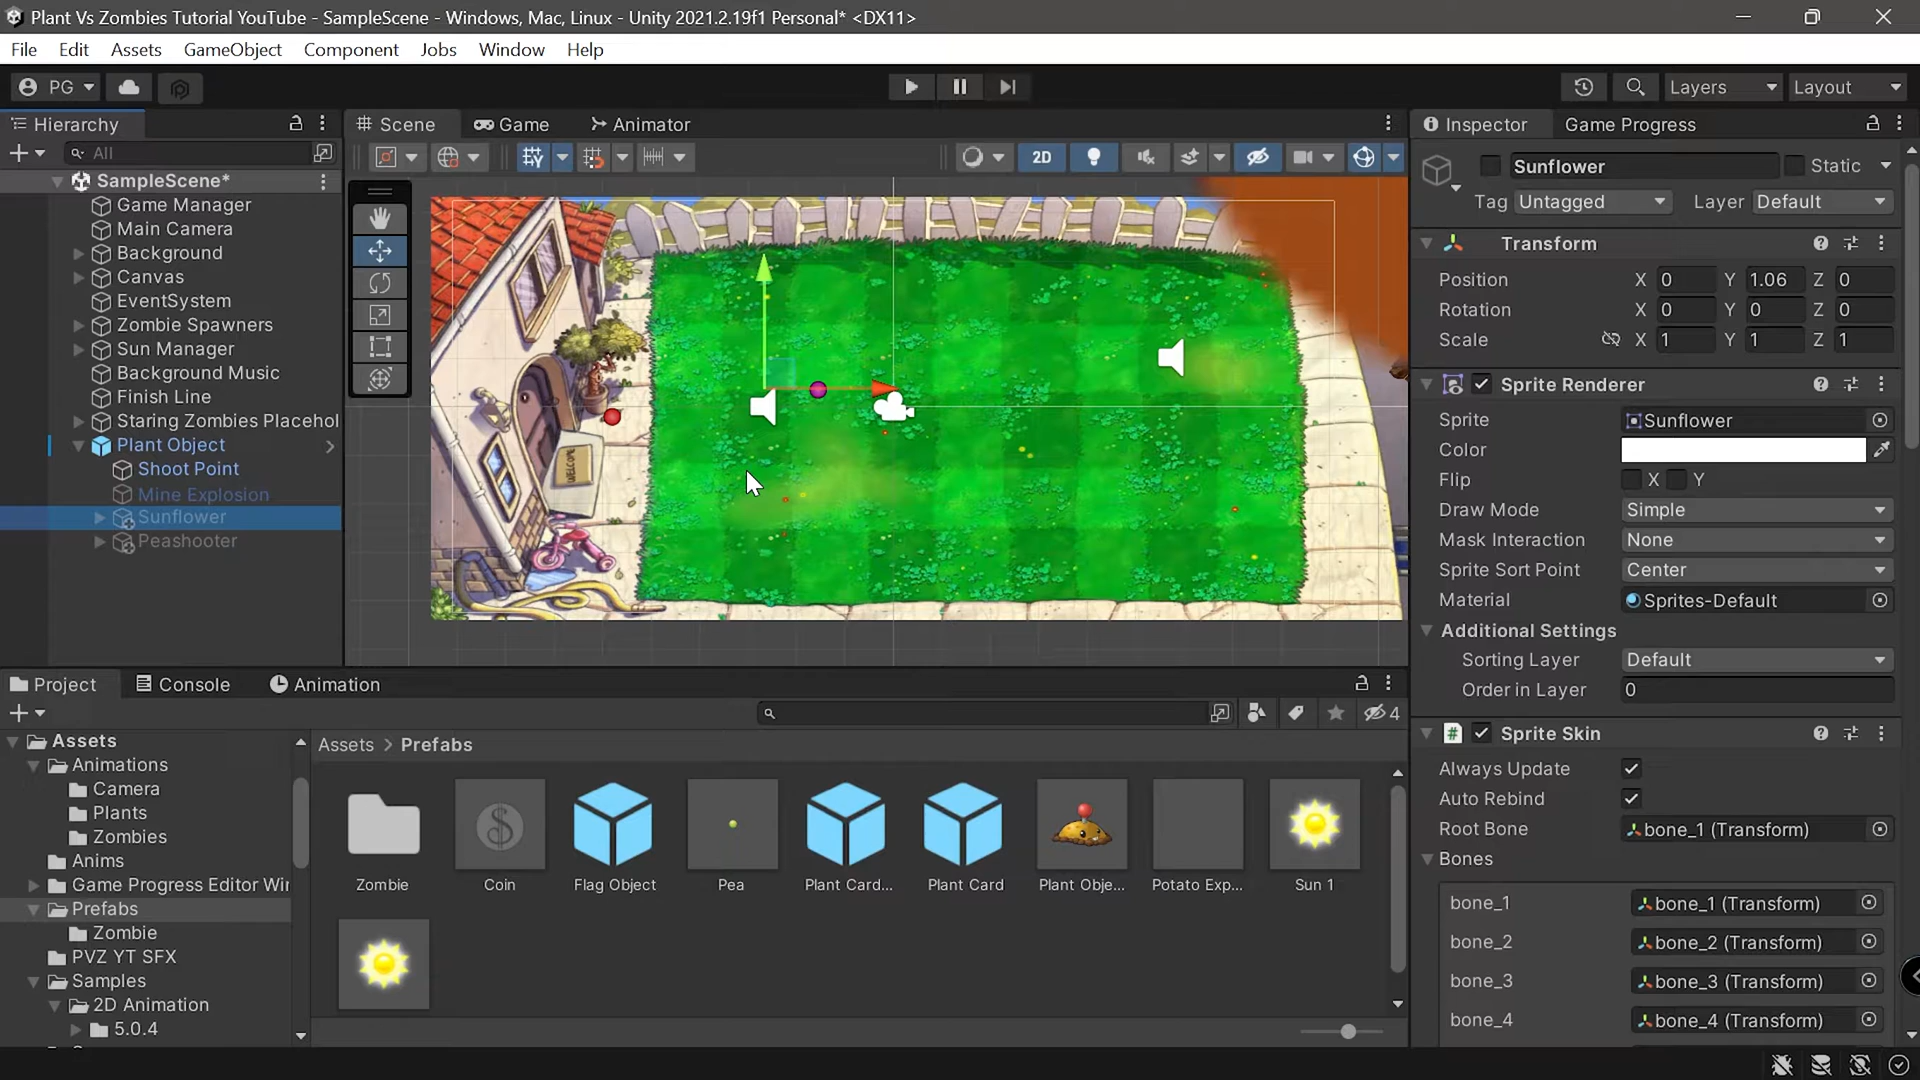 Plant Vs Zombies Tutorial YouTube - SampleScene - Windows, Mac, Linux - Unity 2021.2.19f1 Personal* <DX11>
File Edit Assets GameObject Component Jobs Window Help
PG Layers Layout
Hierarchy
All
SampleScene*
Game Manager
Main Camera
Background
Canvas
EventSystem
Zombie Spawners
Sun Manager
Background Music
Finish Line
Staring Zombies Placehol
Plant Object
Shoot Point
Mine Explosion
Sunflower
Peashooter
Scene Game Animator
2D
WELCOME
Inspector Game Progress
Sunflower Static
Tag Untagged Layer Default
Transform
Position X 0 Y 1.06 Z 0
Rotation X 0 Y 0 Z 0
Scale X 1 Y 1 Z 1
Sprite Renderer
Sprite Sunflower
Color
Flip X Y
Draw Mode Simple
Mask Interaction None
Sprite Sort Point Center
Material Sprites-Default
Additional Settings
Sorting Layer Default
Order in Layer 0
Sprite Skin
Always Update
Auto Rebind
Root Bone bone_1 (Transform)
Bones
bone_1 bone_1 (Transform)
bone_2 bone_2 (Transform)
bone_3 bone_3 (Transform)
bone_4 bone_4 (Transform)
Project Console Animation
4
Assets
Animations
Camera
Plants
Zombies
Anims
Game Progress Editor Wir
Prefabs
Zombie
PVZ YT SFX
Samples
2D Animation
5.0.4
Assets > Prefabs
Zombie Coin Flag Object Pea Plant Card... Plant Card Plant Obje... Potato Exp... Sun 1